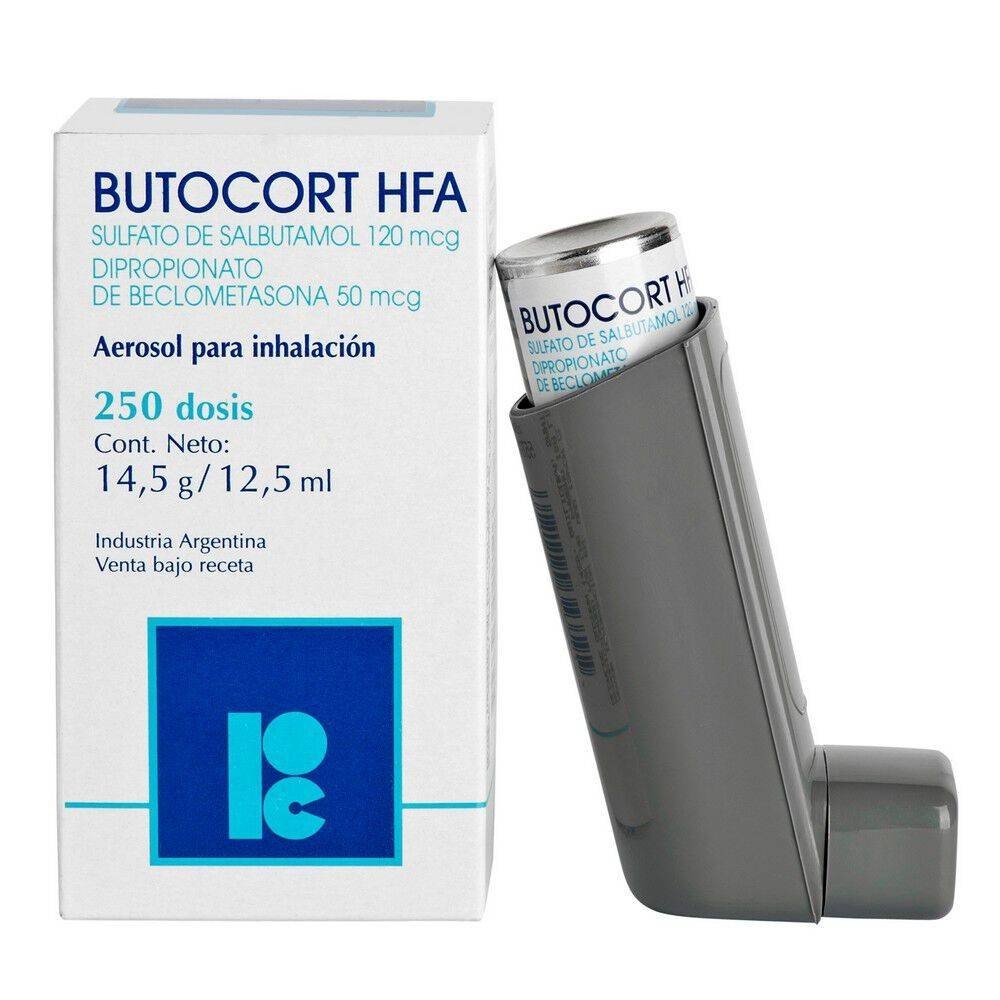 BUTOCORT HFA
SULFATO DE SALBUTAMOL 120 mcg
DIPROPIONATO
DE BECLOMETASONA 50 mcg
Aerosol para inhalación
250 dosis
Cont. Neto:
14,5 g/ 12,5 ml
Industria Argentina
Venta bajo receta
BUTOCORT HF
SULFATO DE SALBUTAMOL 120
DIPROPIONATO
DE